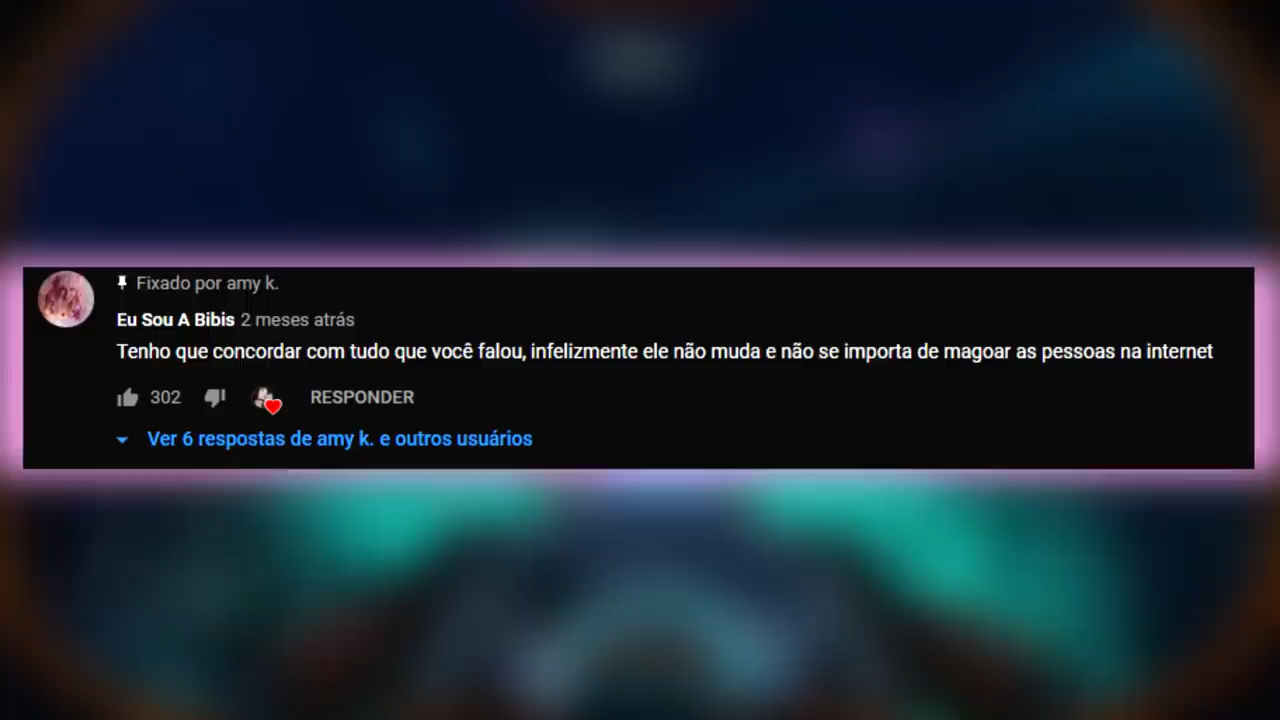 Fixado por amy k.
Eu Sou A Bibis 2 meses atrás
Tenho que concordar com tudo que você falou, infelizmente ele não muda e não se importa de magoar as pessoas na internet
302 RESPONDER
Ver 6 respostas de amy k. e outros usuários